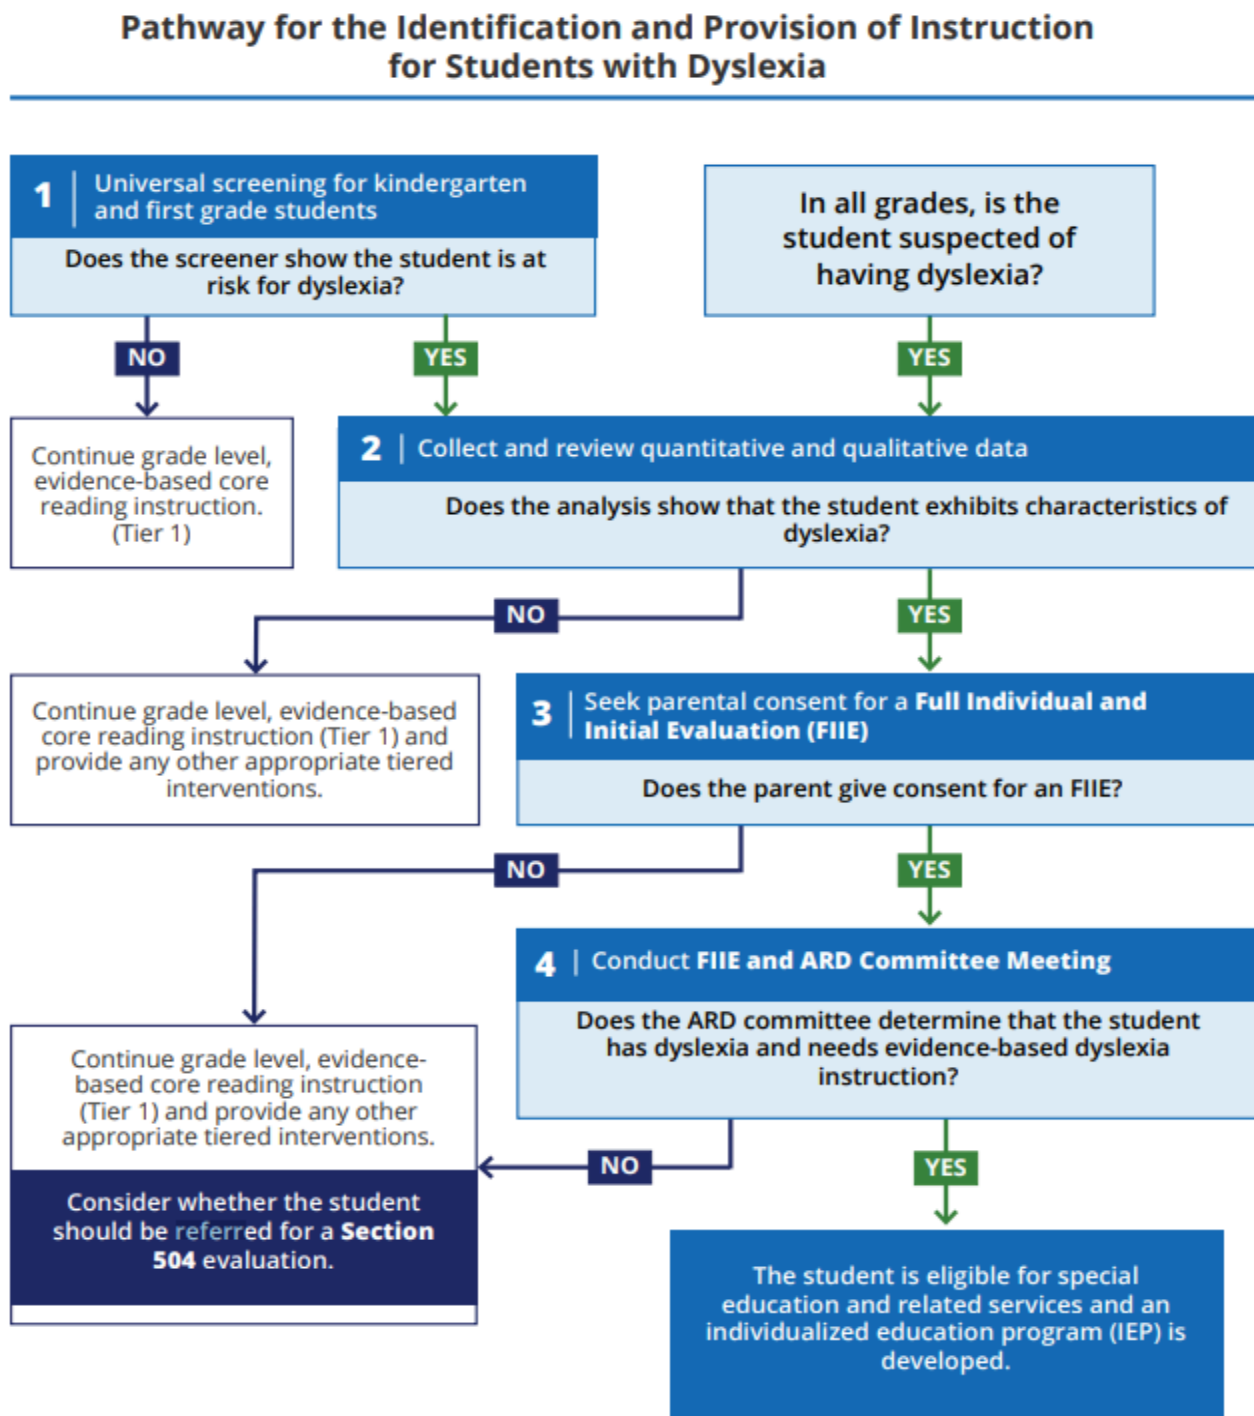 Pathway for the Identification and Provision of Instruction
for Students with Dyslexia
1
Universal screening for kindergarten
and first grade students
Does the screener show the student is at
risk for dyslexia?
In all grades, is the
student suspected of
having dyslexia?
NO
YES
YES
Continue grade level,
evidence-based core
reading instruction.
(Tier 1)
2
Collect and review quantitative and qualitative data
Does the analysis show that the student exhibits characteristics of
dyslexia?
NO
YES
Continue grade level, evidence-based
core reading instruction (Tier 1) and
provide any other appropriate tiered
interventions.
3
Seek parental consent for a Full Individual and
Initial Evaluation (FIIE)
Does the parent give consent for an FIIE?
NO
YES
4
Conduct FIIE and ARD Committee Meeting
Does the ARD committee determine that the student
has dyslexia and needs evidence-based dyslexia
instruction?
Continue grade level, evidence-
based core reading instruction
(Tier 1) and provide any other
appropriate tiered interventions.
NO
YES
Consider whether the student
should be referred for a Section
504 evaluation.
The student is eligible for special
education and related services and an
individualized education program (IEP) is
developed.